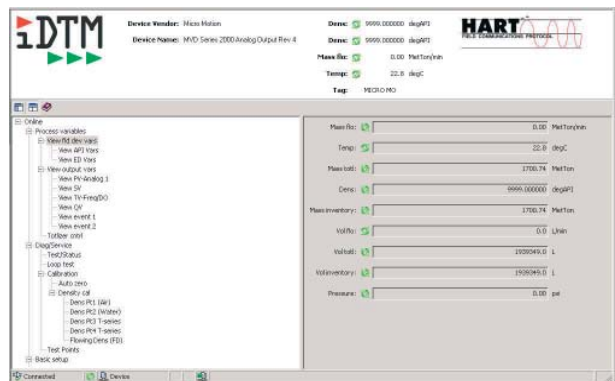 iDTM
Device Vendor: Micro Motion
Device Name: MVD Series 2000 Analog Output Rev 4
Dens: 9999.000000 degAPI
Dens: 9999.000000 degAPI
Mass flo: 0.00 MetTon/min
Temp: 22.8 degC
Tag: MICRO MO
HART
FIELD COMMUNICATIONS PROTOCOL
Online
Process variables
View fld dev vars
View API Vars
View ED Vars
View output vars
View PV-Analog 1
View SV
View TV-Freq/DO
View QV
View event 1
View event 2
Totlizer cntrl
Diag/Service
Test/Status
Loop test
Calibration
Auto zero
Density cal
Dens Pt1 (Air)
Dens Pt2 (Water)
Dens Pt3 T-series
Dens Pt4 T-series
Flowing Dens (FD)
Test Points
Basic setup
Mass flo: 0.00 MetTon/min
Temp: 22.8 degC
Mass totl: 1700.74 MetTon
Dens: 9999.000000 degAPI
Mass inventory: 1700.74 MetTon
Vol flo: 0.0 L/min
Vol totl: 1939349.0 L
Vol inventory: 1939349.0 L
Pressure: 0.00 psi
Connected Device